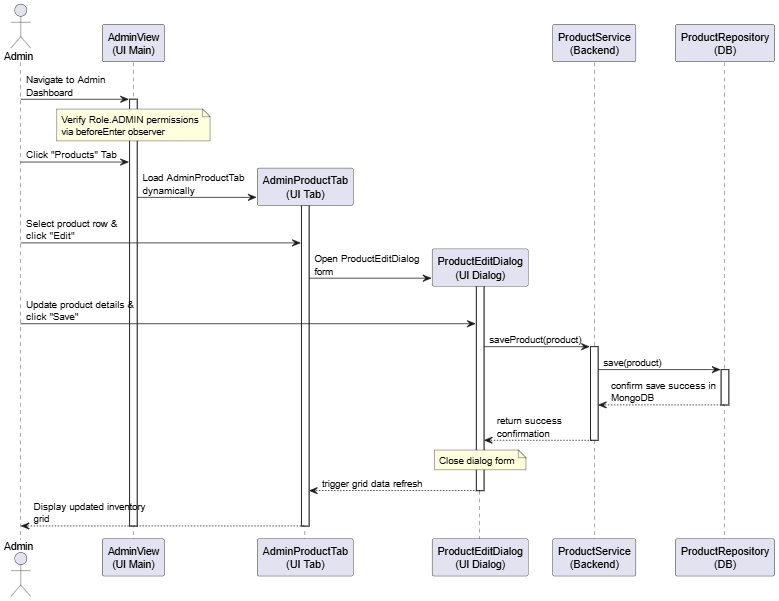 Admin
AdminView
(UI Main)
ProductService
(Backend)
ProductRepository
(DB)
Navigate to Admin
Dashboard
Verify Role.ADMIN permissions
via beforeEnter observer
Click "Products" Tab
Load AdminProductTab
dynamically
AdminProductTab
(UI Tab)
Select product row &
click "Edit"
Open ProductEditDialog
form
ProductEditDialog
(UI Dialog)
Update product details &
click "Save"
saveProduct(product)
save(product)
confirm save success in
MongoDB
return success
confirmation
Close dialog form
trigger grid data refresh
Display updated inventory
grid
Admin
AdminView
(UI Main)
AdminProductTab
(UI Tab)
ProductEditDialog
(UI Dialog)
ProductService
(Backend)
ProductRepository
(DB)